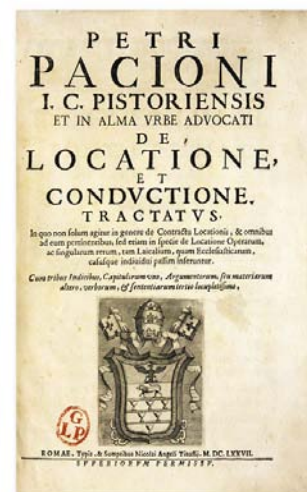 PETRI
PACIONI
I. C. PISTORIENSIS
ET IN ALMA VRBE ADVOCATI
DE
LOCATIONE,
ET
CONDVCTIONE.
TRACTATVS.
In quo non solum agitur in genere de Contractu Locationis, & omnibus
ad eum pertinentibus, sed etiam in specie de Locatione Operarum,
ac singularum rerum, tam Laicalium, quam Ecclesiasticarum,
casusque individui passim inseruntur.
Cum tribus Indicibus, Capitulorum uno, Argumentorum, seu materiarum
altero, verborum, & sententiarum tertio locupletissimo,
G
L P
ROMAE, Typis, & Sumptibus Nicolai Angeli Tinassij. M. DC. LXXVII.
SVPERIORVM PERMISSV.